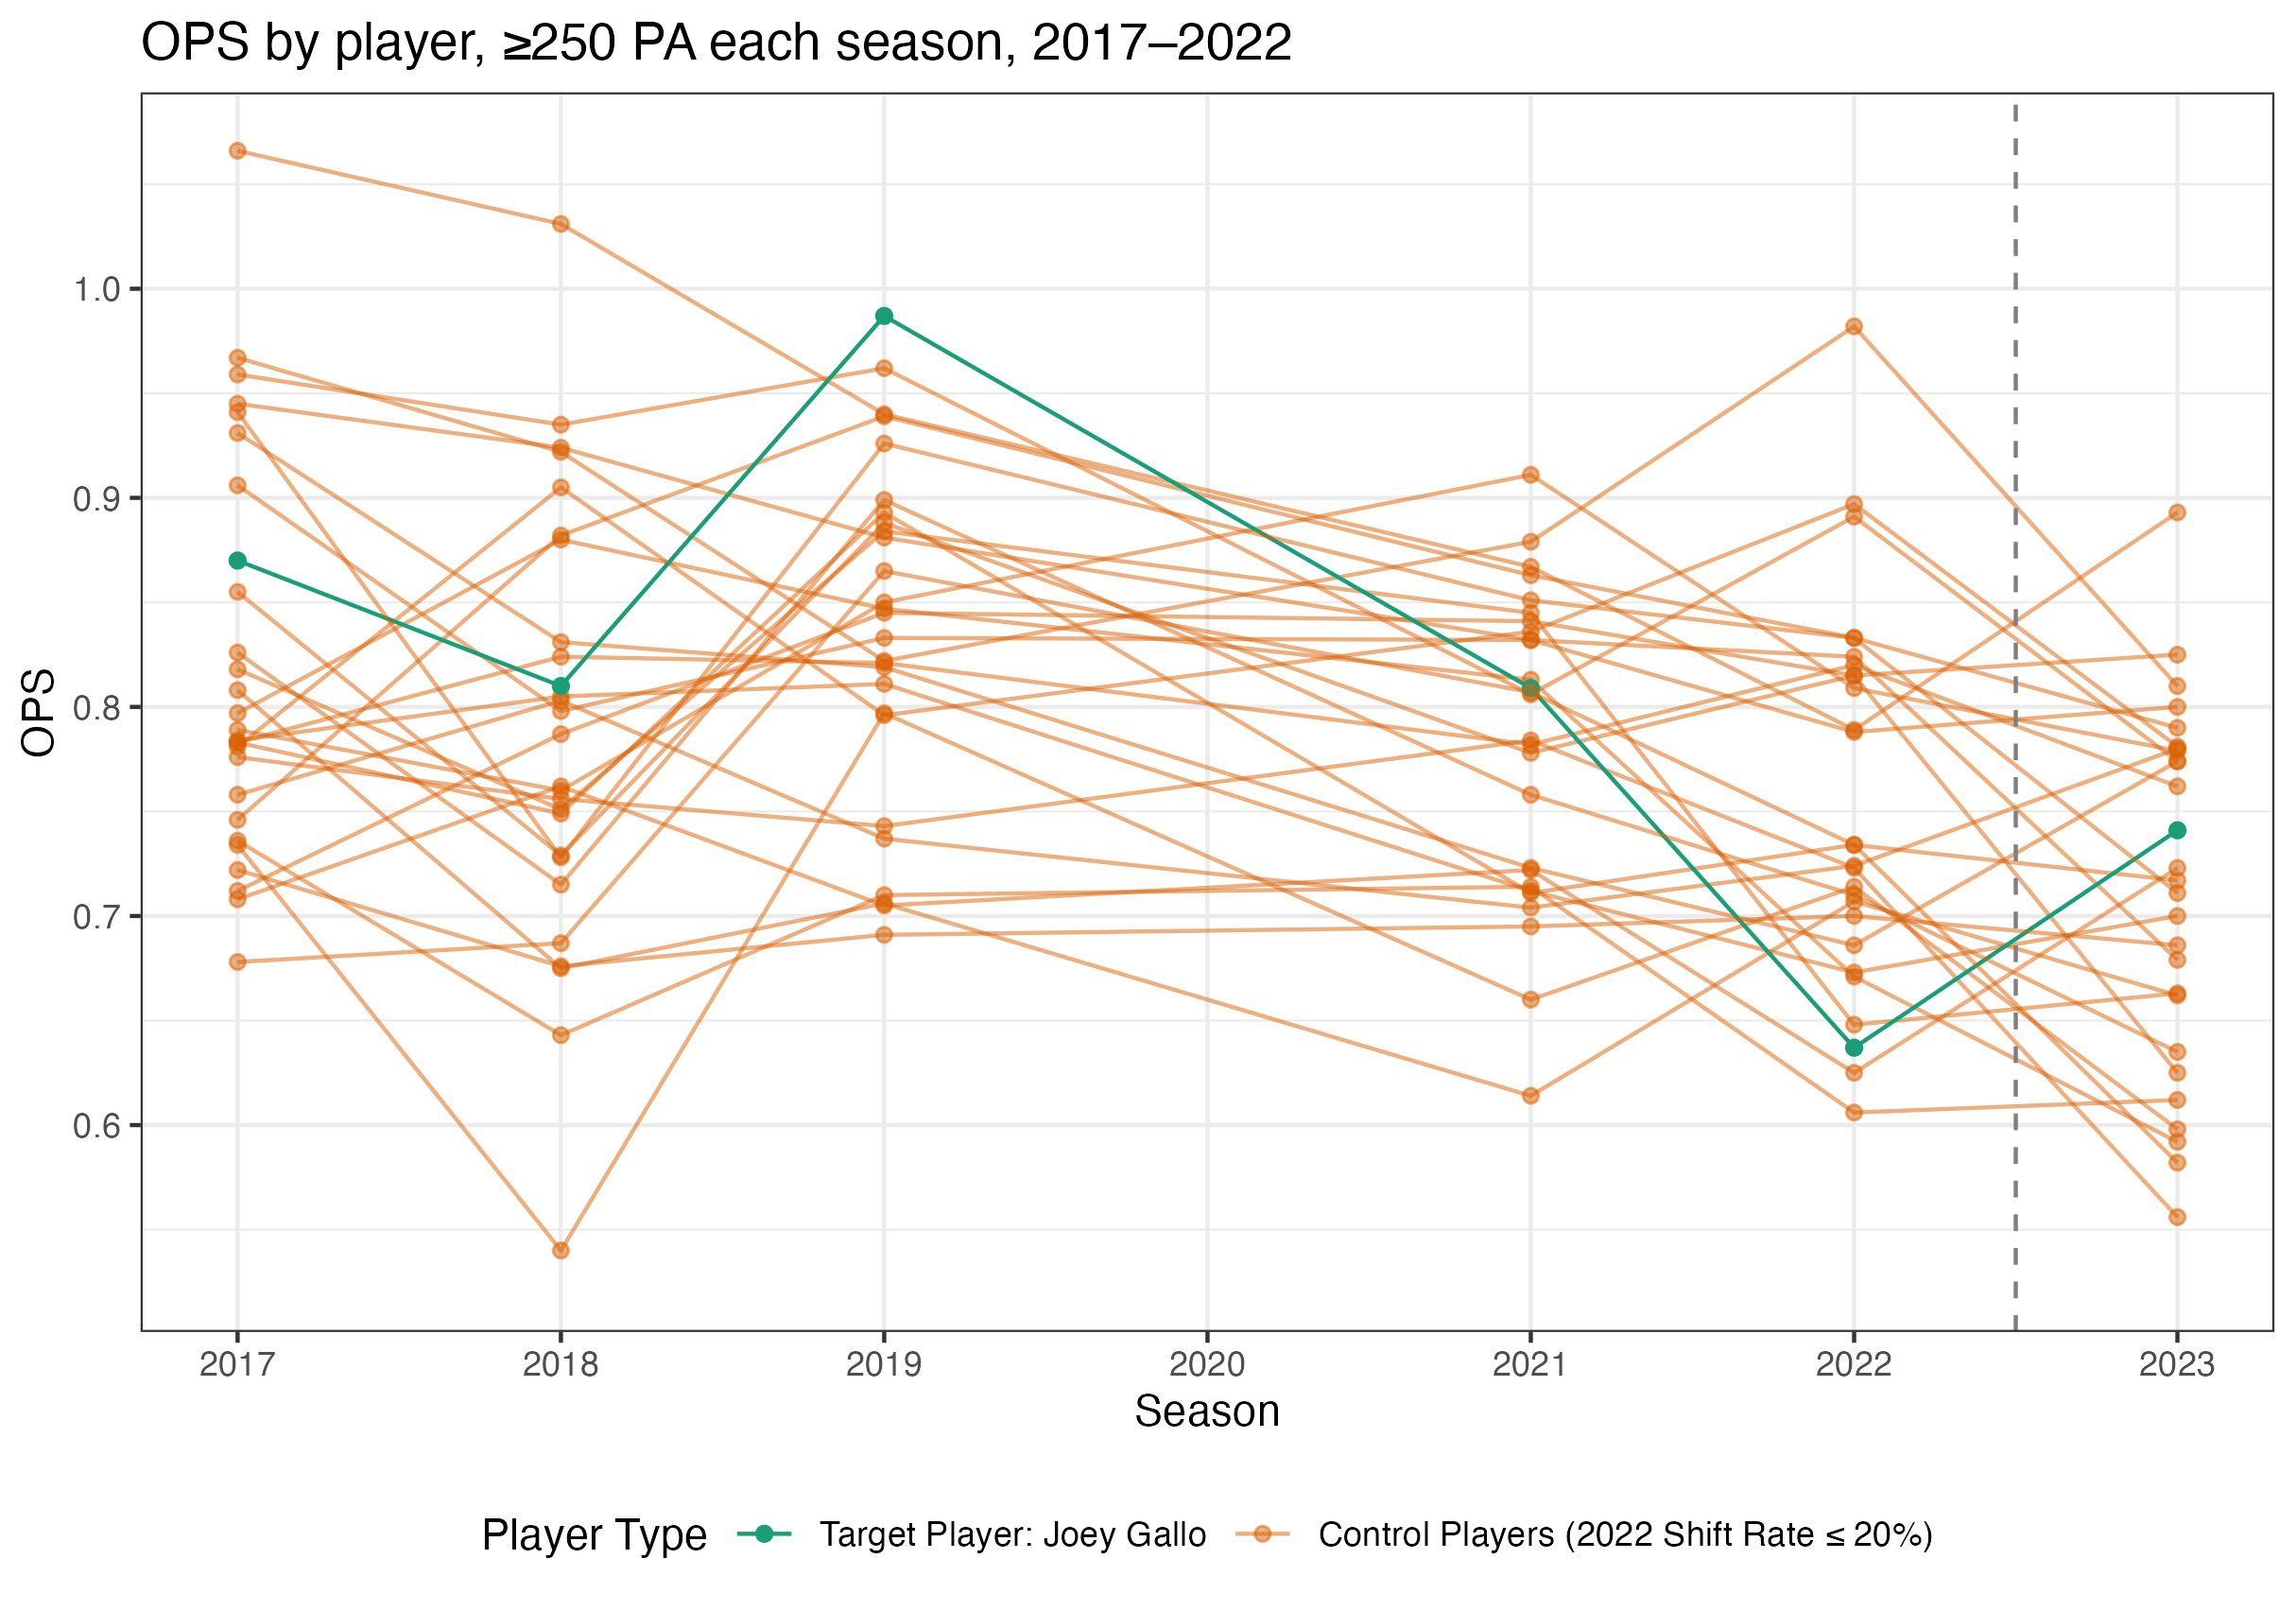 OPS by player, ≥250 PA each season, 2017–2022
OPS
1.0
0.9
0.8
0.7
0.6
2017 2018 2019 2020 2021 2022 2023
Season
Player Type Target Player: Joey Gallo Control Players (2022 Shift Rate ≤ 20%)